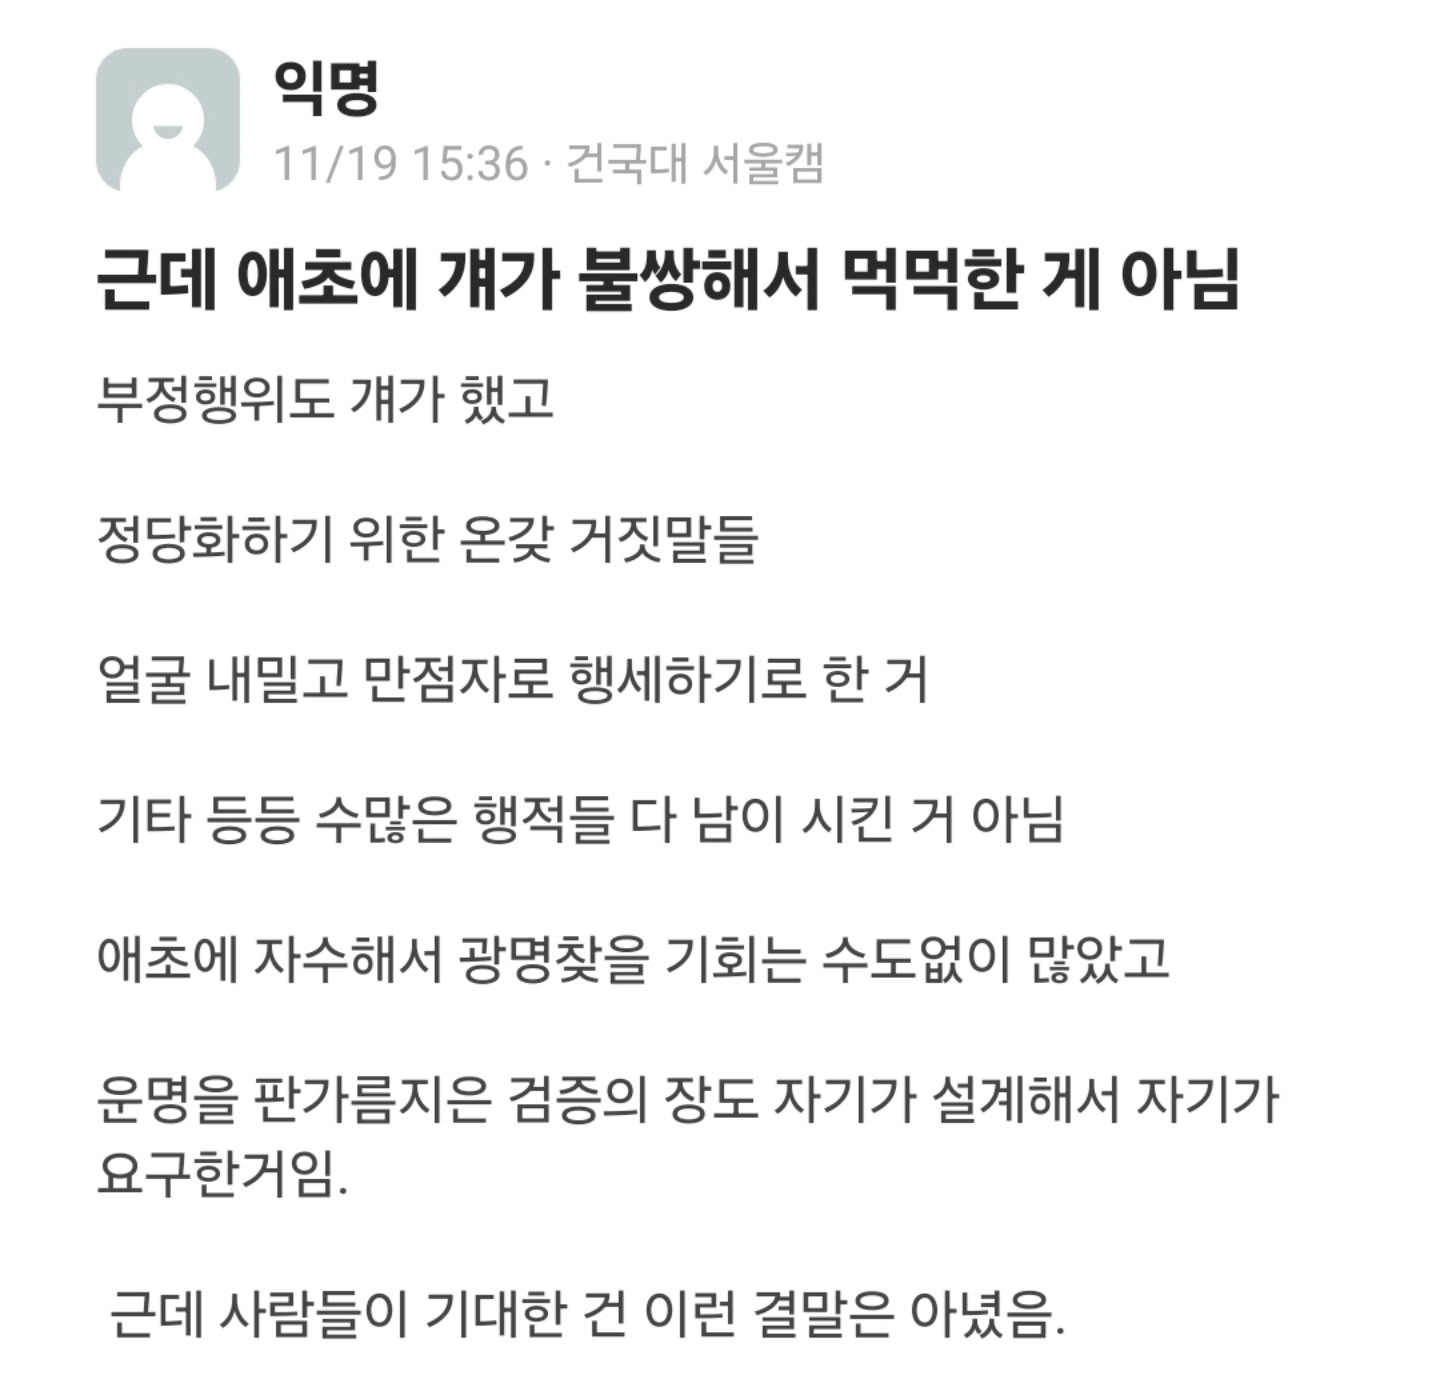 익명
11/19 15:36 · 건국대 서울캠
근데 애초에 걔가 불쌍해서 먹먹한 게 아님
부정행위도 걔가 했고
정당화하기 위한 온갖 거짓말들
얼굴 내밀고 만점자로 행세하기로 한 거
기타 등등 수많은 행적들 다 남이 시킨 거 아님
애초에 자수해서 광명찾을 기회는 수도없이 많았고
운명을 판가름지은 검증의 장도 자기가 설계해서 자기가
요구한거임.
근데 사람들이 기대한 건 이런 결말은 아녔음.